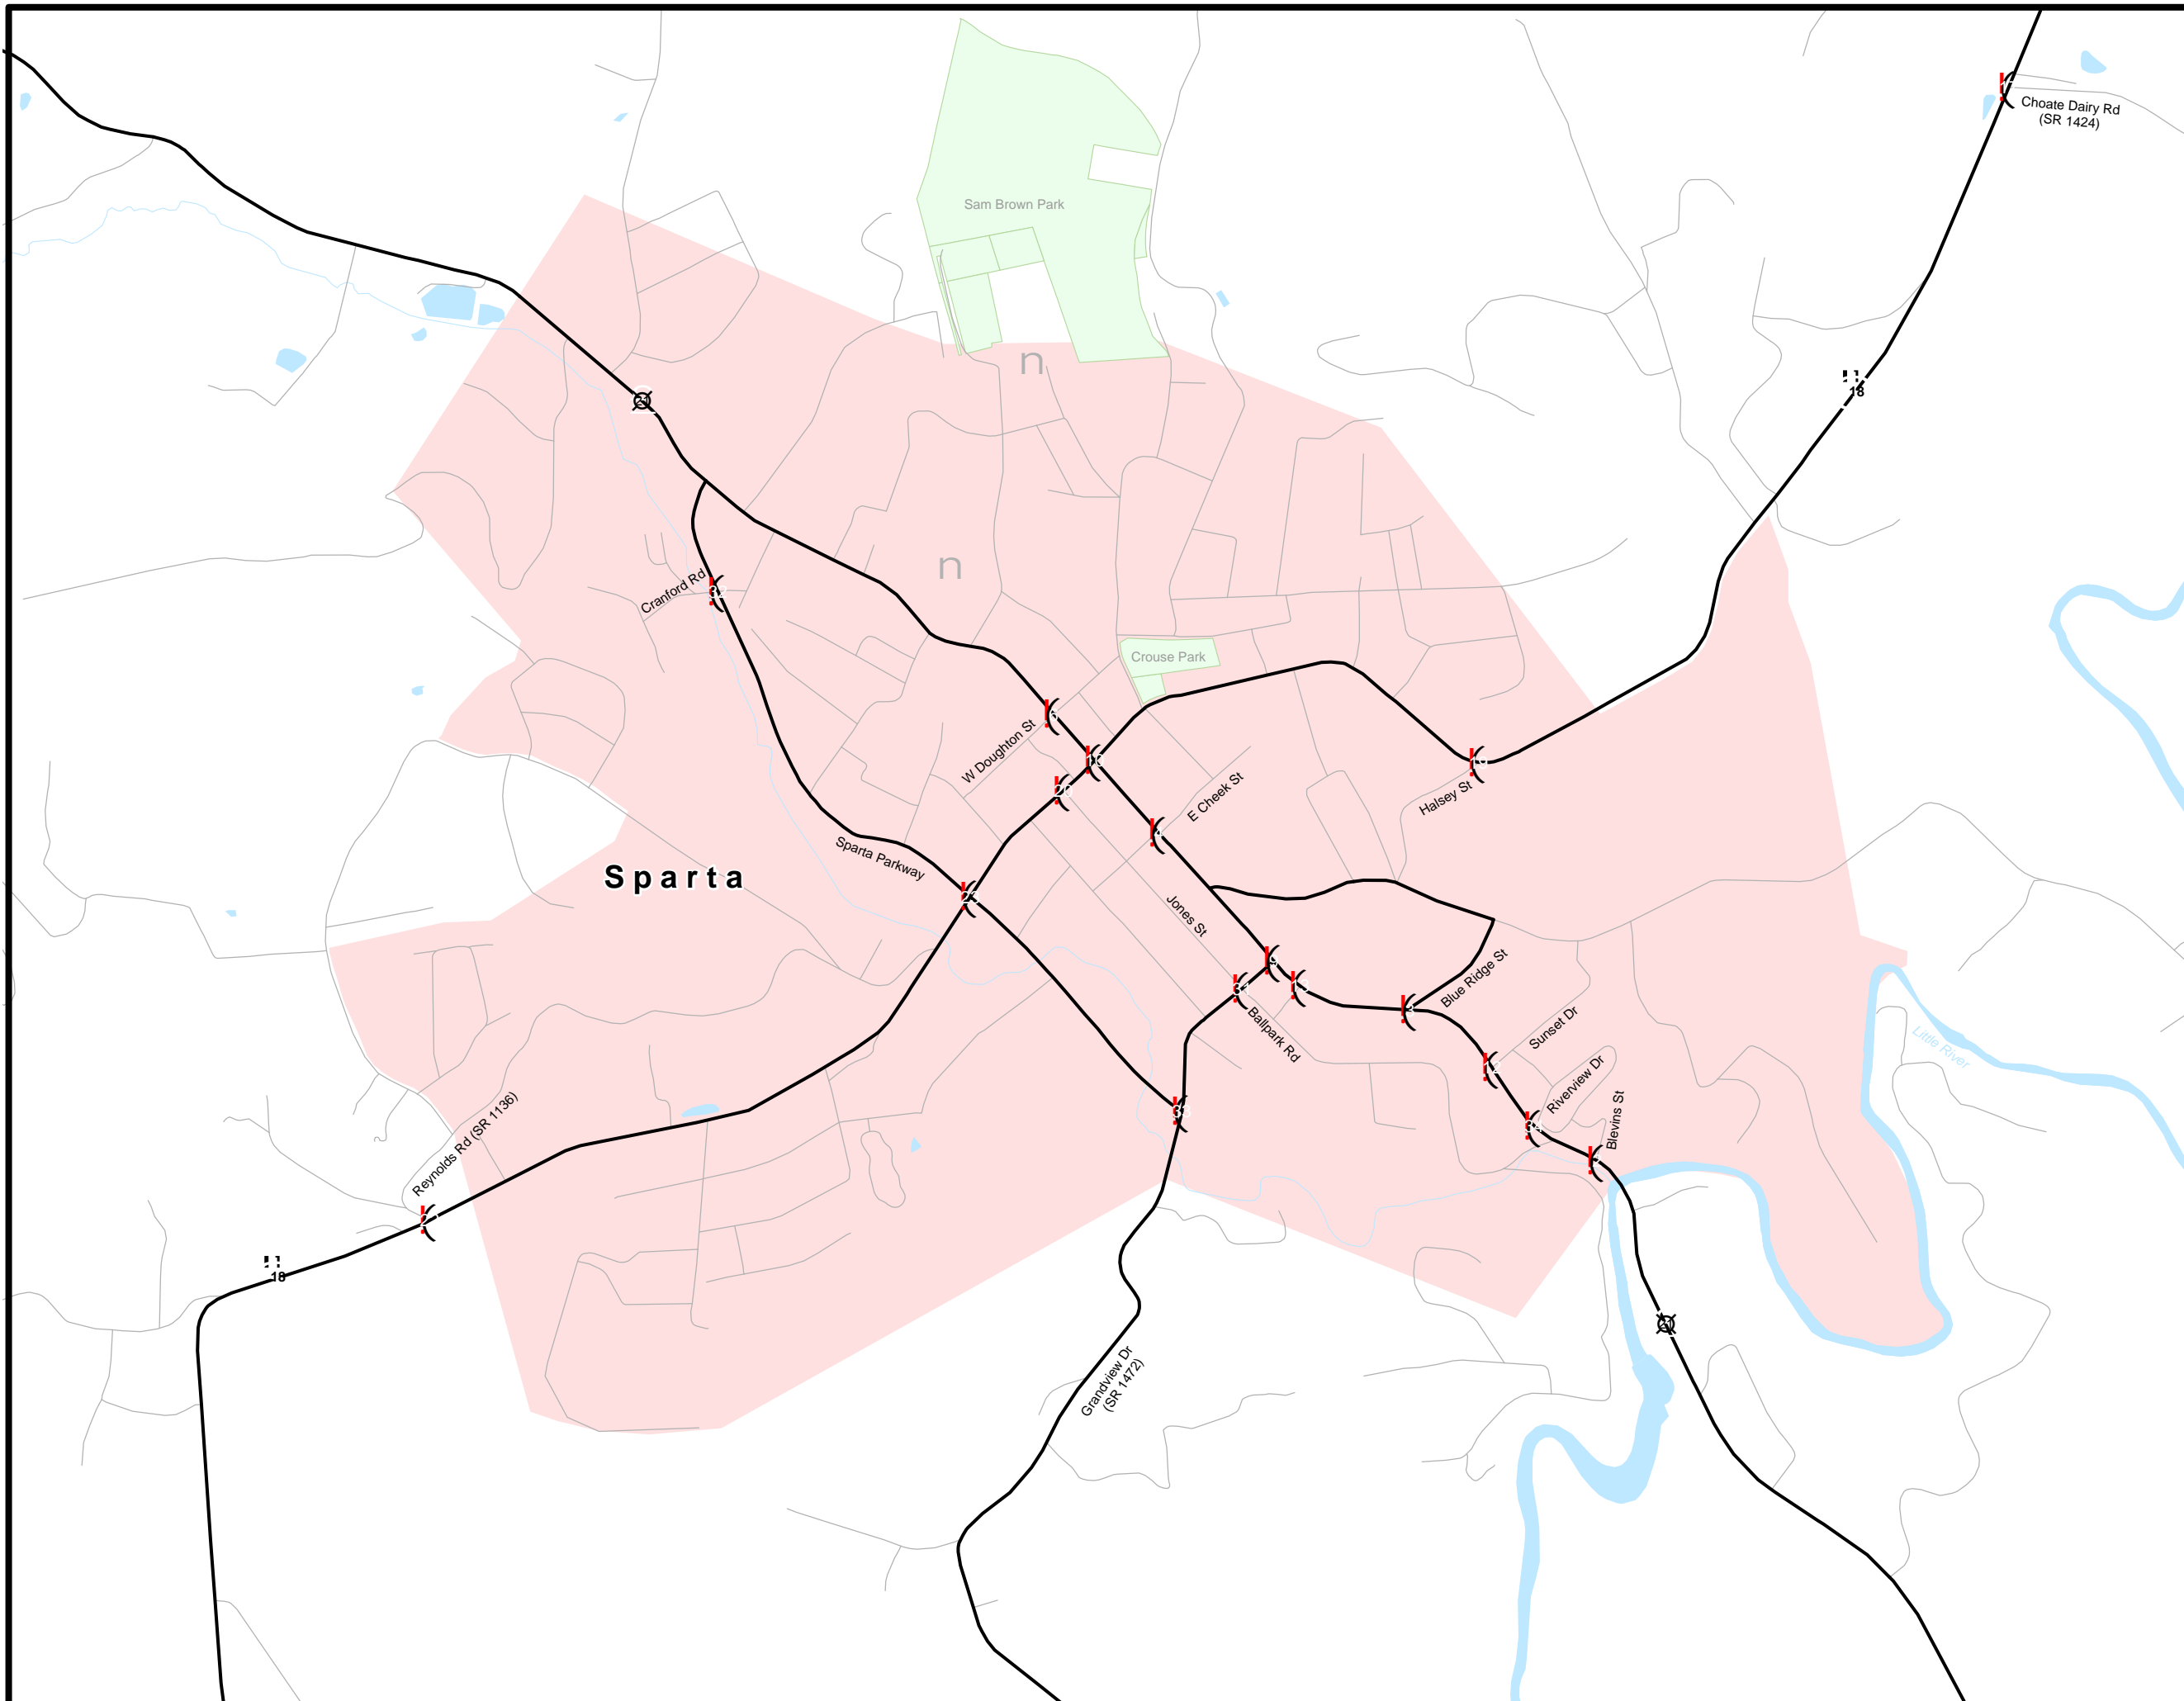 Choate Dairy Rd
(SR 1424)
Sam Brown Park
n
18
21
n
Cranford Rd
Crouse Park
W Doughton St
E Cheek St
Halsey St
Sparta Parkway
Sparta
Jones St
Blue Ridge St
Ballpark Rd
Sunset Dr
Little River
Riverview Dr
Blevins St
Reynolds Rd (SR 1136)
18
21
Grandview Dr
(SR 1472)